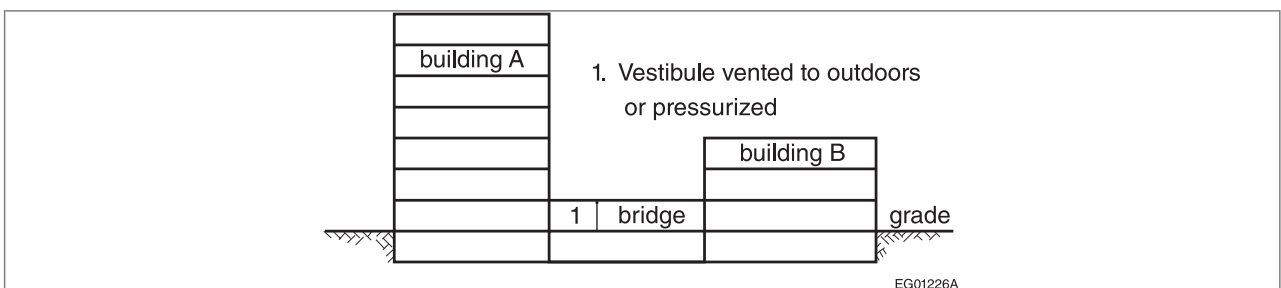 building A
1. Vestibule vented to outdoors
or pressurized
building B
1 bridge grade
EG01226A